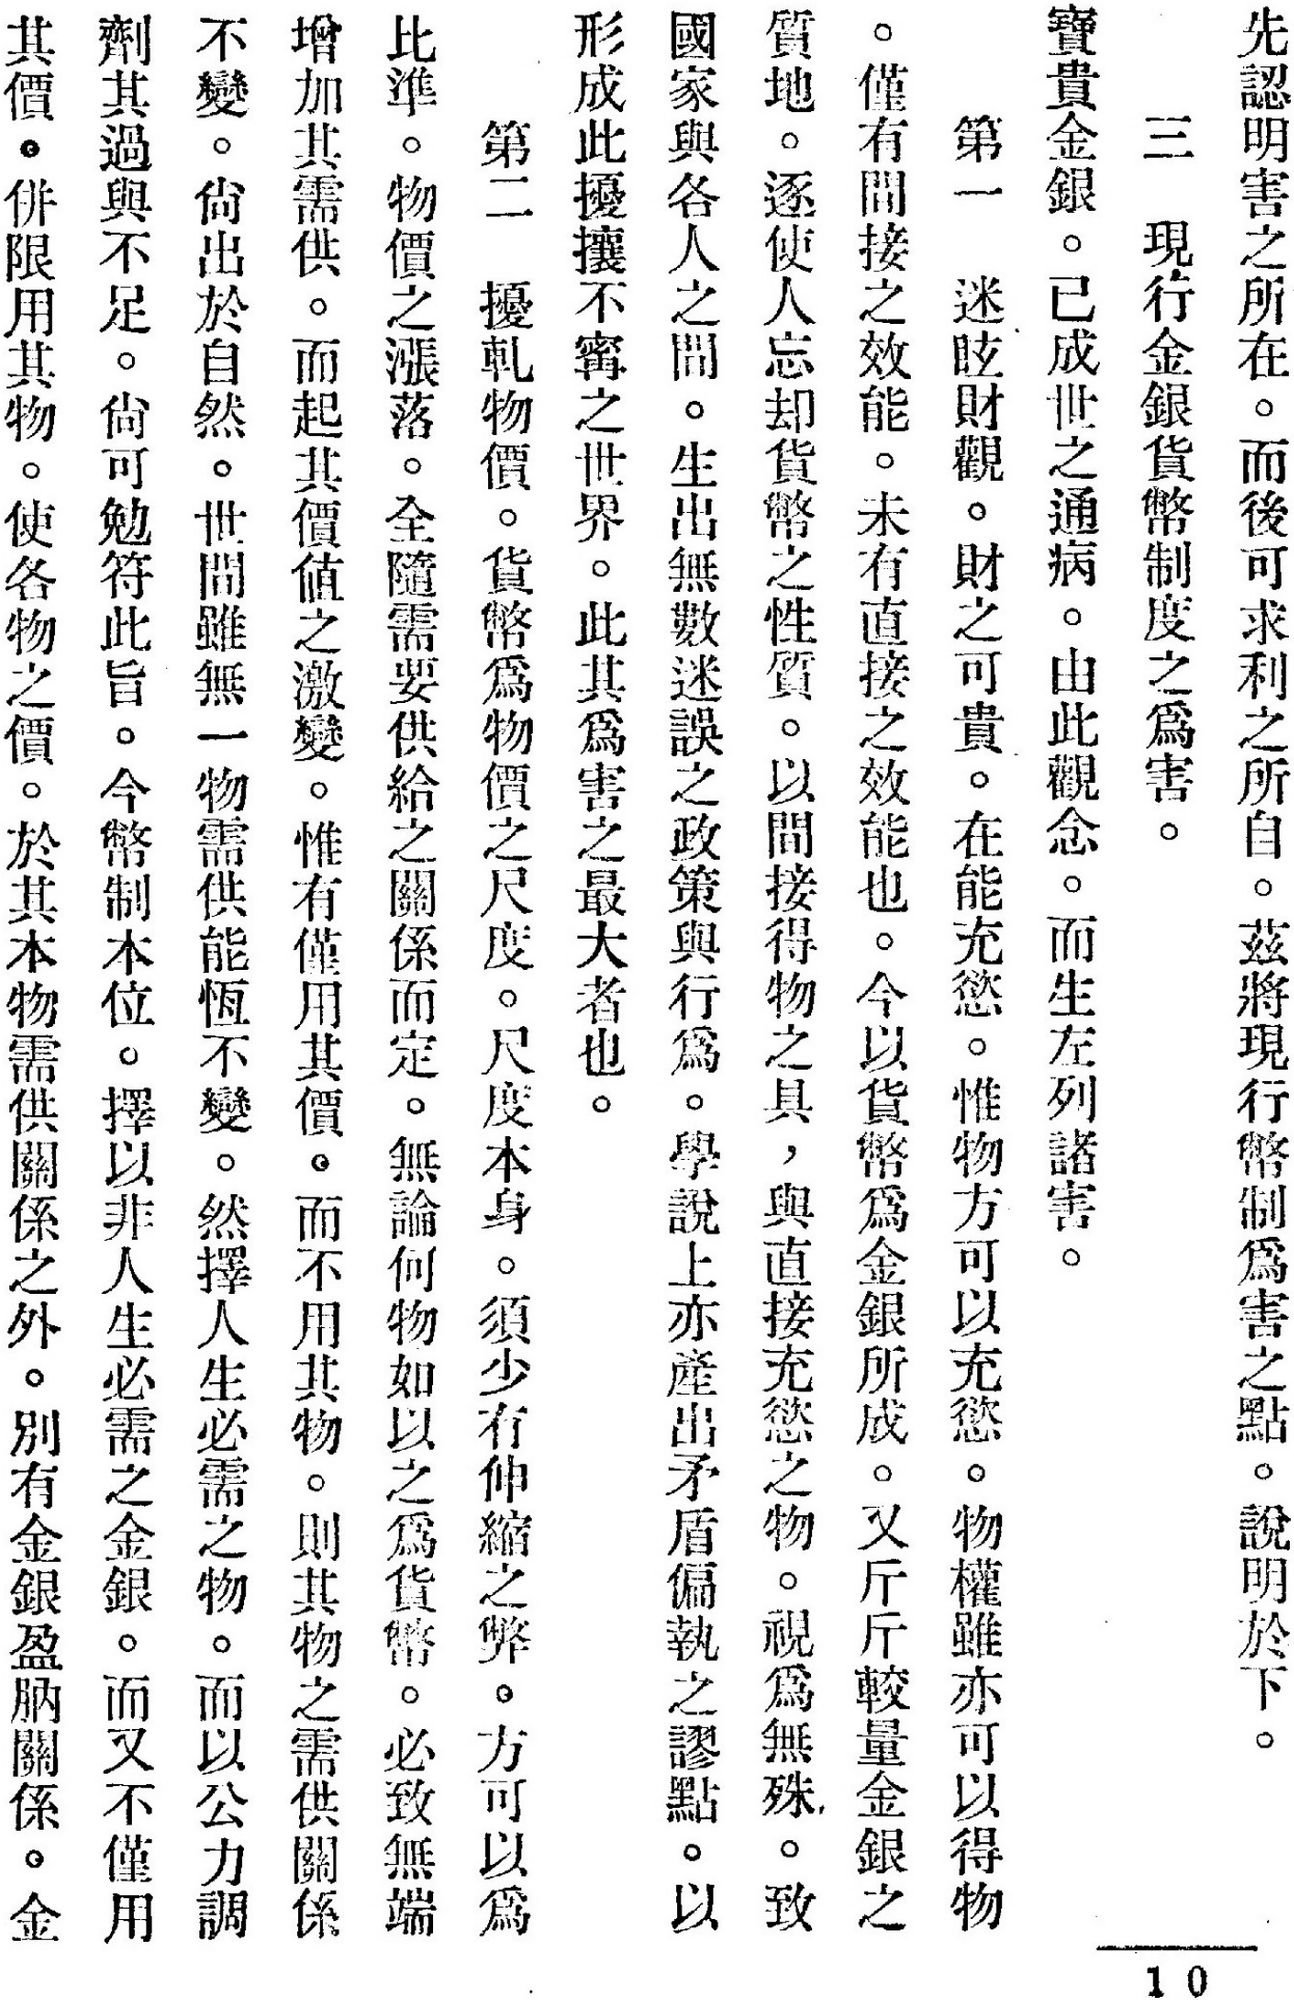 先認明害之所在。而後可求利之所自。茲將現行幣制爲害之點。說明於下。
三　現行金銀貨幣制度之爲害。
寶貴金銀。已成世之通病。由此觀念。而生左列諸害。
第一　迷眩財觀。財之可貴。在能充慾。惟物方可以充慾。物權雖亦可以得物
。僅有間接之效能。未有直接之效能也。今以貨幣爲金銀所成。又斤斤較量金銀之
質地。逐使人忘却貨幣之性質。以間接得物之具，與直接充慾之物。視爲無殊。致
國家與各人之間。生出無數迷誤之政策與行爲。學說上亦產出矛盾偏執之謬點。以
形成此擾攘不寗之世界。此其爲害之最大者也。
第二　擾軋物價。貨幣爲物價之尺度。尺度本身。須少有伸縮之弊。方可以爲
比準。物價之漲落。全隨需要供給之關係而定。無論何物如以之爲貨幣。必致無端
增加其需供。而起其價值之激變。惟有僅用其價。而不用其物。則其物之需供關係
不變。尙出於自然。世間雖無一物需供能恆不變。然擇人生必需之物。而以公力調
劑其過與不足。尙可勉符此旨。今幣制本位。擇以非人生必需之金銀。而又不僅用
其價。併限用其物。使各物之價。於其本物需供關係之外。別有金銀盈朒關係。金
10